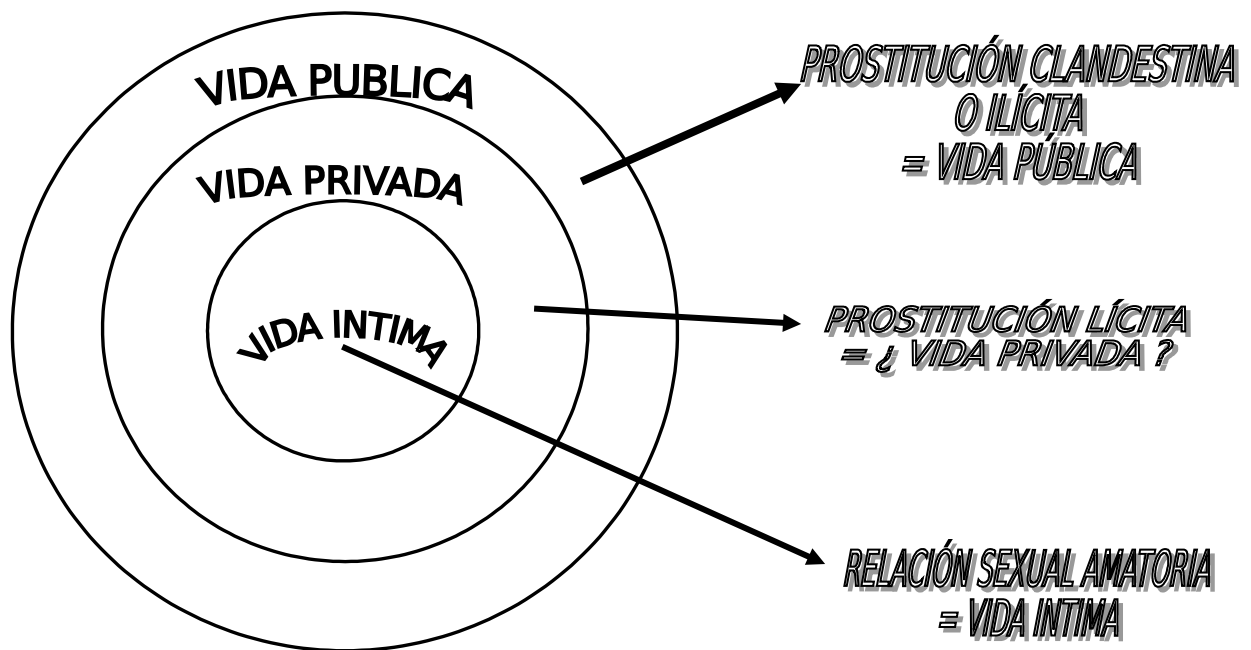 VIDA PUBLICA
VIDA PRIVADA
VIDA INTIMA
PROSTITUCIÓN CLANDESTINA
O ILÍCITA
= VIDA PÚBLICA
PROSTITUCIÓN LÍCITA
= ¿ VIDA PRIVADA ?
RELACIÓN SEXUAL AMATORIA
= VIDA INTIMA